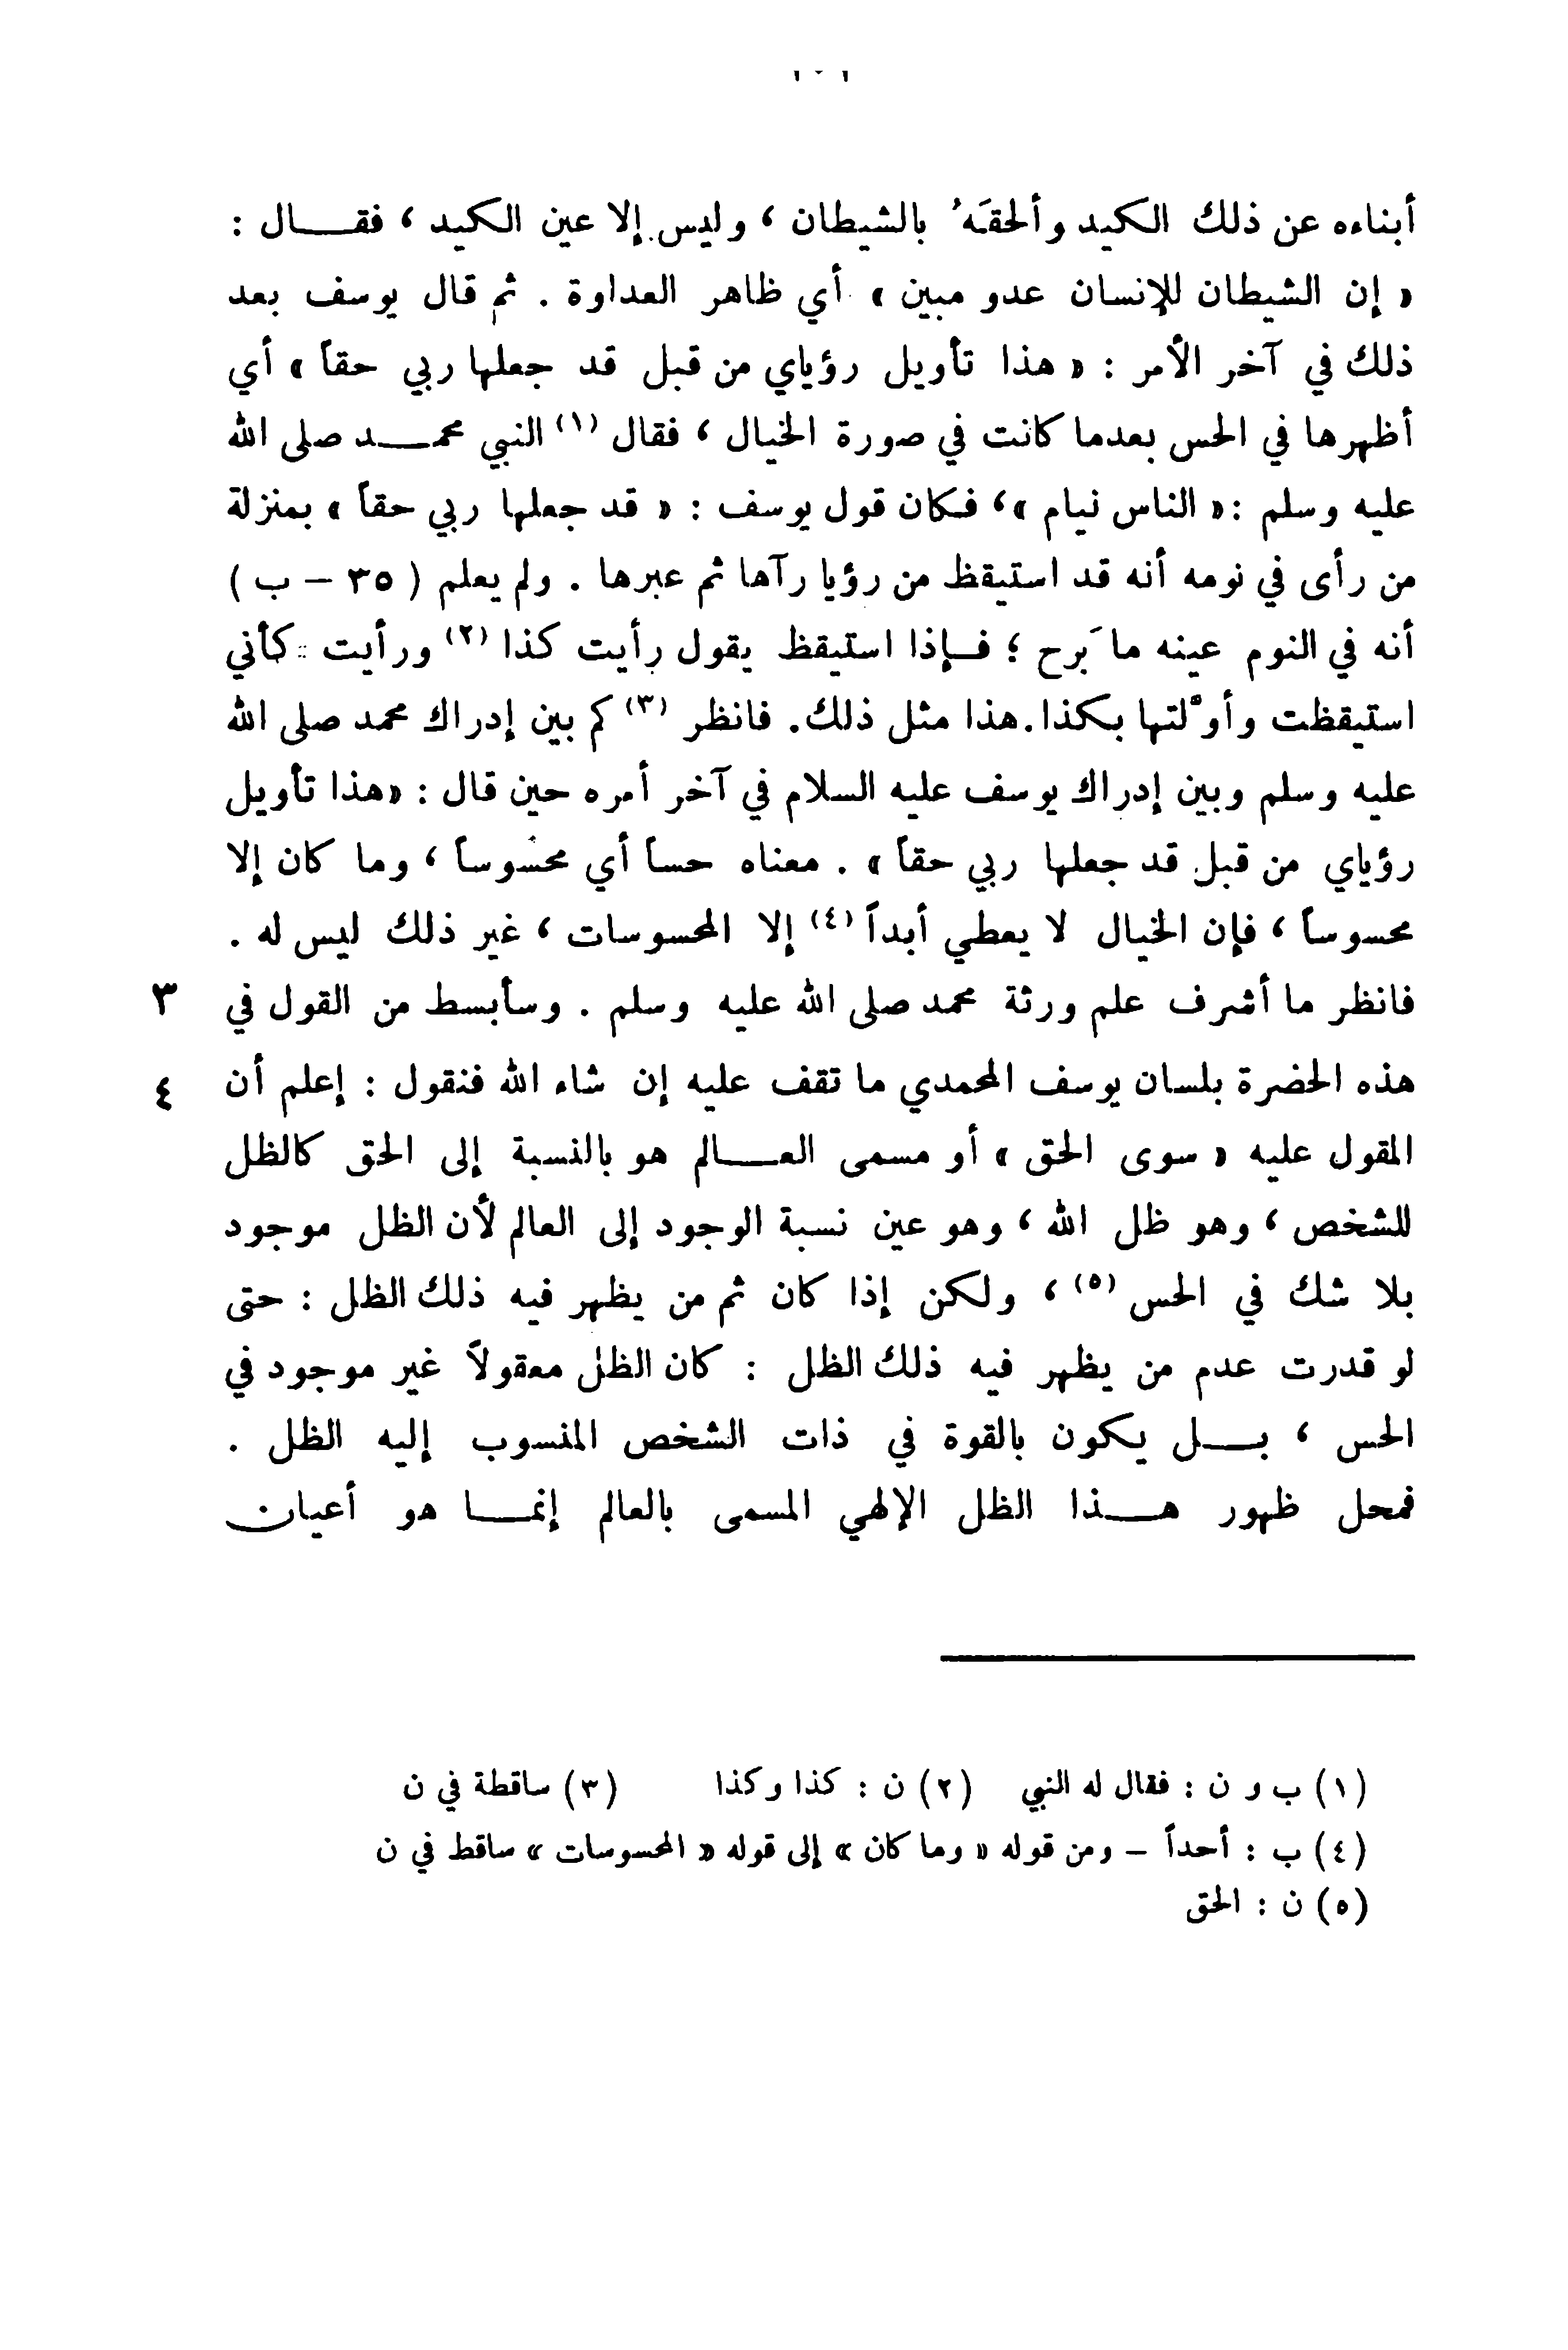 أبناءه عن ذلك الكيد وألحقَهُ بالشيطان ، وليس إلا عين الكيد ، فقال :
« إن الشيطان للإنسان عدو مبين » أي ظاهر العداوة . ثم قال يوسف بعد
ذلك في آخر الأمر : « هذا تأويل رؤياي من قبل قد جعلها ربي حقاً » أي
أظهرها في الحس بعدما كانت في صورة الخيال ، فقال (١) النبي محمد صلى الله
عليه وسلم :« الناس نيام »، فكان قول يوسف : « قد جعلها ربي حقاً » بمنزلة
من رأى في نومه أنه قد استيقظ من رؤيا رآها ثم عبرها . ولم يعلم ( ٣٥ – ب )
أنه في النوم عينه ما بَرح ؛ فإذا استيقظ يقول رأيت كذا (٢) ورأيت كأني
استيقظت وأوَّلتها بكذا . هذا مثل ذلك . فانظر (٣) كم بين إدراك محمد صلى الله
عليه وسلم وبين إدراك يوسف عليه السلام في آخر أمره حين قال : «هذا تأويل
رؤياي من قبل قد جعلها ربي حقاً » . معناه حساً أي محسوساً ، وما كان إلا
محسوساً ، فإن الخيال لا يعطي أبداً (٤) إلا المحسوسات ، غير ذلك ليس له .
فانظر ما أشرف علم ورثة محمد صلى الله عليه وسلم . وسأبسط من القول في ٣
هذه الحضرة بلسان يوسف المحمدي ما تقف عليه إن شاء الله فنقول : إعلم أن ٤
المقول عليه « سوى الحق » أو مسمى العالم هو بالنسبة إلى الحق كالظل
للشخص ، وهو ظل الله ، وهو عين نسبة الوجود إلى العالم لأن الظل موجود
بلا شك في الحس (٥) ، ولكن إذا كان ثم من يظهر فيه ذلك الظل : حتى
لو قدرت عدم من يظهر فيه ذلك الظل : كان الظل معقولاً غير موجود في
الحس ، بل يكون بالقوة في ذات الشخص المنسوب إليه الظل .
فمحل ظهور هذا الظل الإلهي المسمى بالعالم إنما هو أعيان
(١) ب و ن : فقال له النبي (٢) ن : كذا وكذا (٣) ساقطة في ن
(٤) ب : أحداً – ومن قوله « وما كان » إلى قوله « المحسوسات » ساقط في ن
(٥) ن : الحق